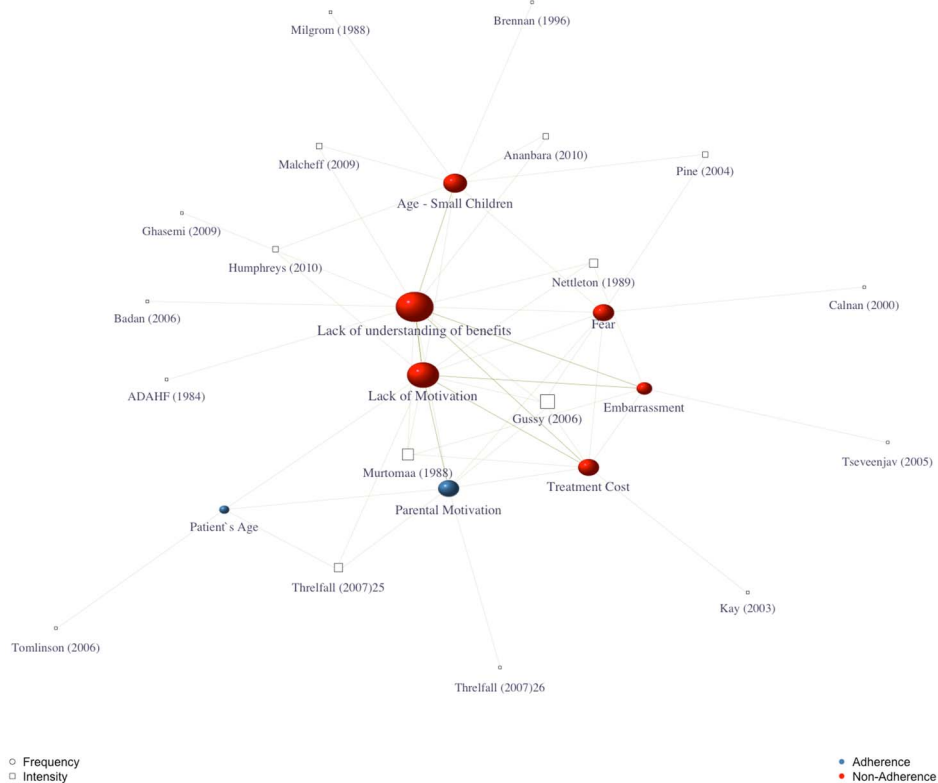 Brennan (1996)
Milgrom (1988)
Ananbara (2010)
Malcheff (2009)
Pine (2004)
Age - Small Children
Ghasemi (2009)
Humphreys (2010)
Nettleton (1989)
Calnan (2000)
Badan (2006)
Fear
Lack of understanding of benefits
ADAHF (1984)
Lack of Motivation
Embarrassment
Gussy (2006)
Tseveenjav (2005)
Murtomaa (1988)
Treatment Cost
Parental Motivation
Patient`s Age
Threlfall (2007)25
Kay (2003)
Tomlinson (2006)
Threlfall (2007)26
Frequency
Intensity
Adherence
Non-Adherence